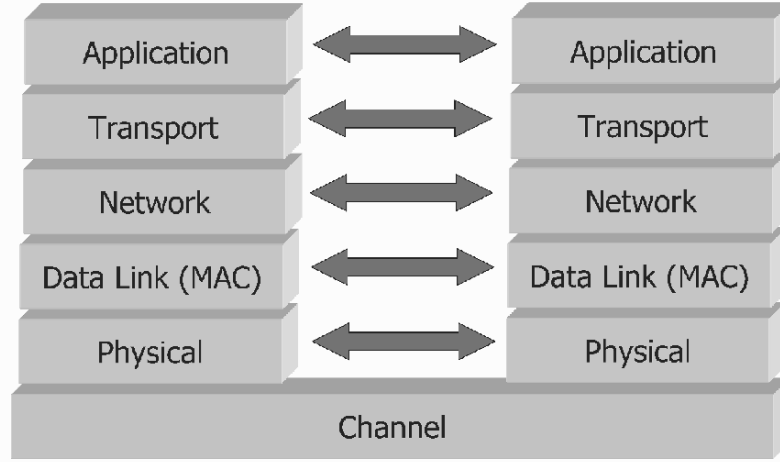 Application
Application
Transport
Transport
Network
Network
Data Link (MAC)
Data Link (MAC)
Physical
Physical
Channel